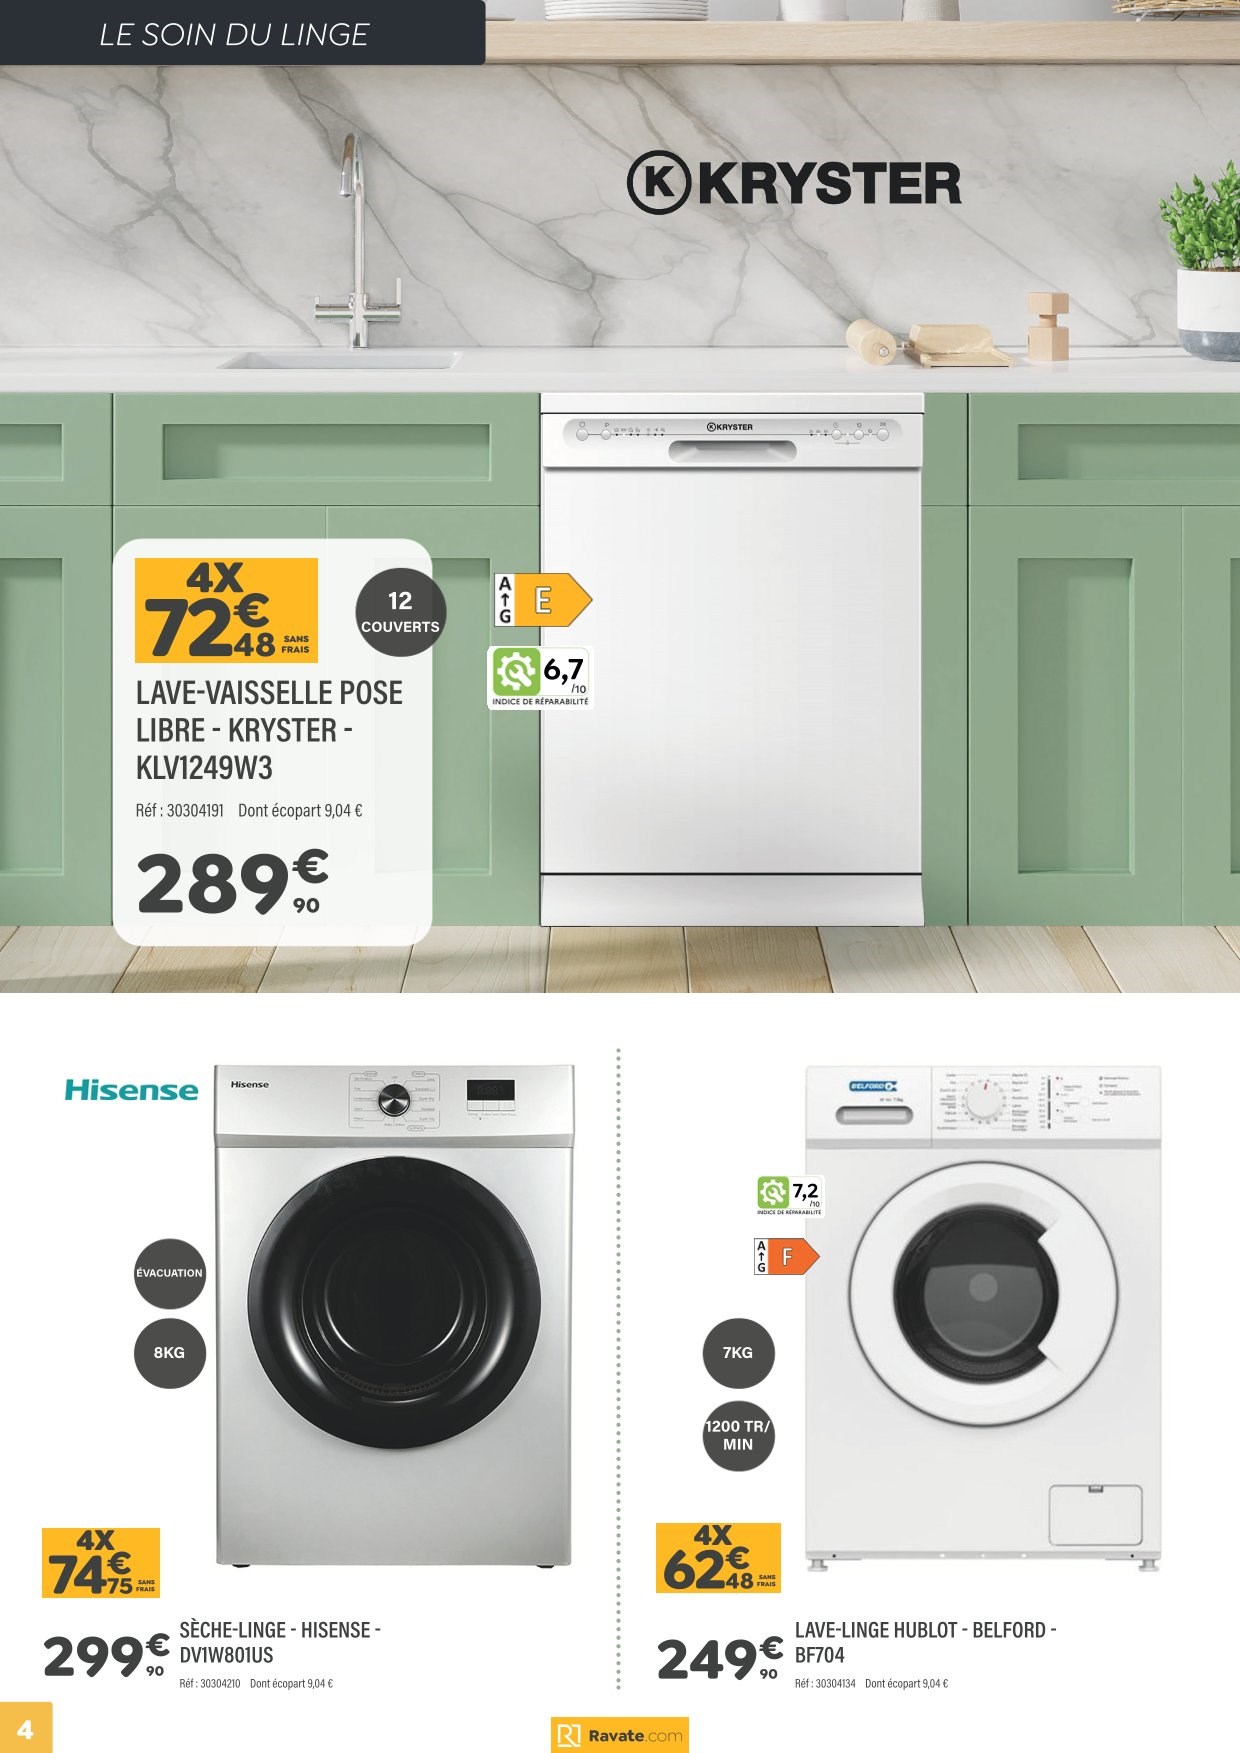 LE SOIN DU LINGE
K KRYSTER
K KRYSTER
4X
72€48 SANS FRAIS
12
COUVERTS
A
G
E
6,7
/10
INDICE DE RÉPARABILITÉ
LAVE-VAISSELLE POSE
LIBRE - KRYSTER -
KLV1249W3
Réf : 30304191 Dont écopart 9,04 €
289€90
Hisense
Hisense
ÉVACUATION
8KG
4X
74€75 SANS FRAIS
299€90
SÈCHE-LINGE - HISENSE -
DV1W801US
Réf : 30304210 Dont écopart 9,04 €
BELFORD
7,2
/10
INDICE DE RÉPARABILITÉ
A
G
F
7KG
1200 TR/
MIN
4X
62€48 SANS FRAIS
249€90
LAVE-LINGE HUBLOT - BELFORD -
BF704
Réf : 30304134 Dont écopart 9,04 €
4
Ravate.com